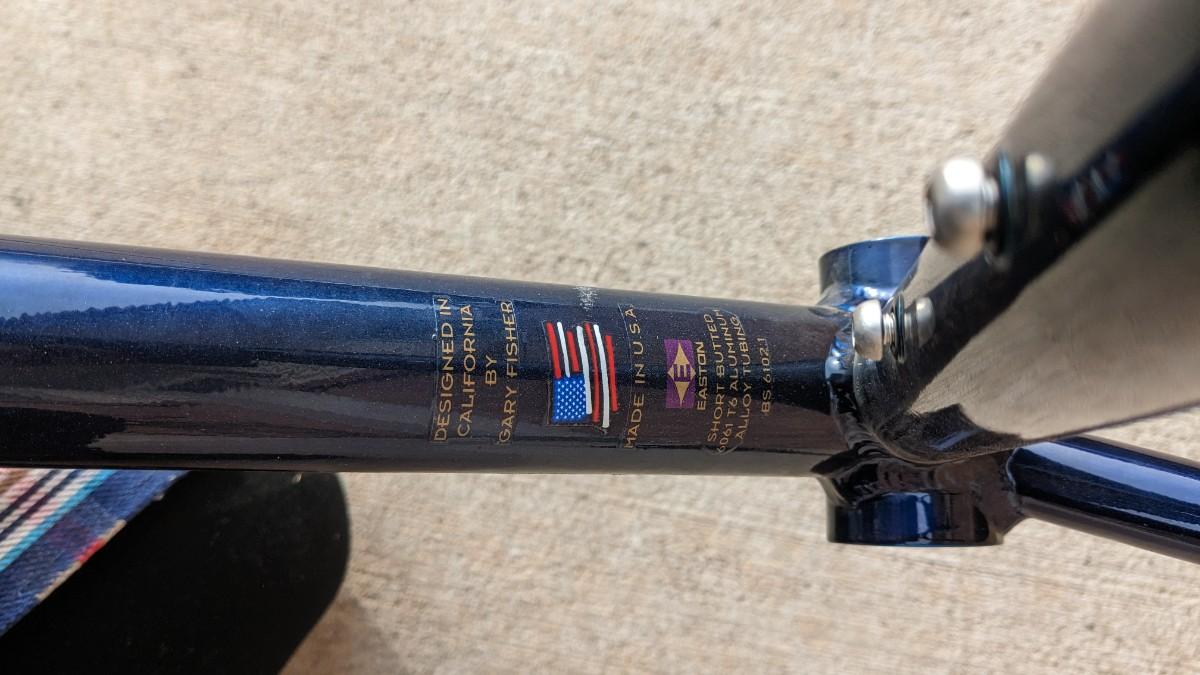 DESIGNED IN
CALIFORNIA
BY
GARY FISHER
MADE IN U.S.A.
E
EASTON
SHORT BUTTED
6061 T6 ALUMINUM
ALLOY TUBING
BS 6102.1